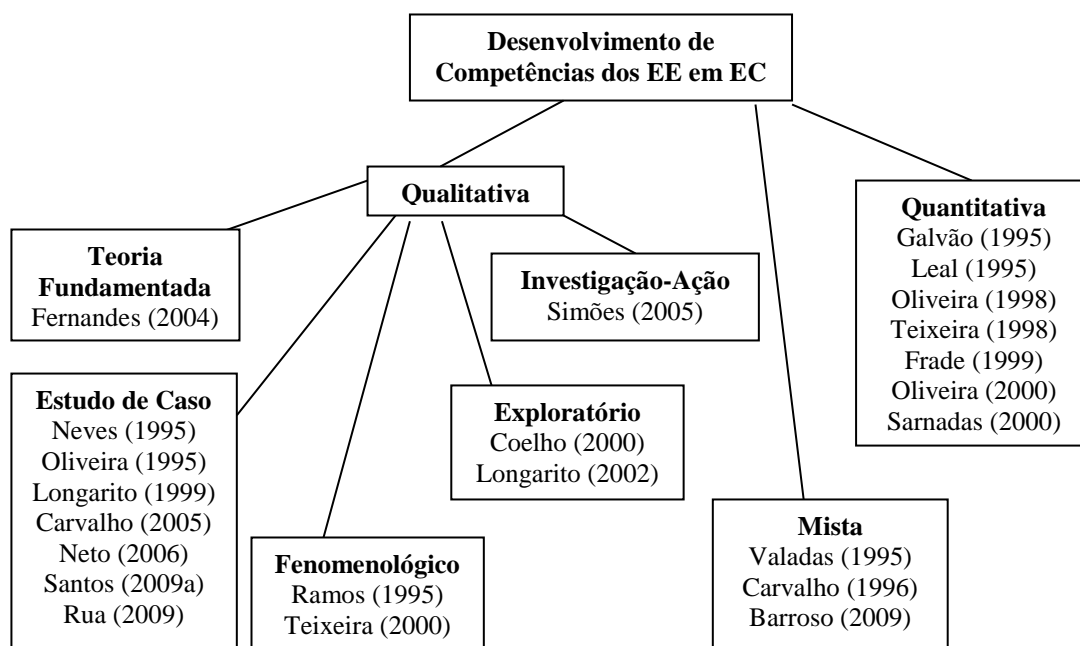 Desenvolvimento de
Competências dos EE em EC
Qualitativa
Quantitativa
Galvão (1995)
Leal (1995)
Oliveira (1998)
Teixeira (1998)
Frade (1999)
Oliveira (2000)
Sarnadas (2000)
Teoria
Fundamentada
Fernandes (2004)
Investigação-Ação
Simões (2005)
Estudo de Caso
Neves (1995)
Oliveira (1995)
Longarito (1999)
Carvalho (2005)
Neto (2006)
Santos (2009a)
Rua (2009)
Exploratório
Coelho (2000)
Longarito (2002)
Fenomenológico
Ramos (1995)
Teixeira (2000)
Mista
Valadas (1995)
Carvalho (1996)
Barroso (2009)